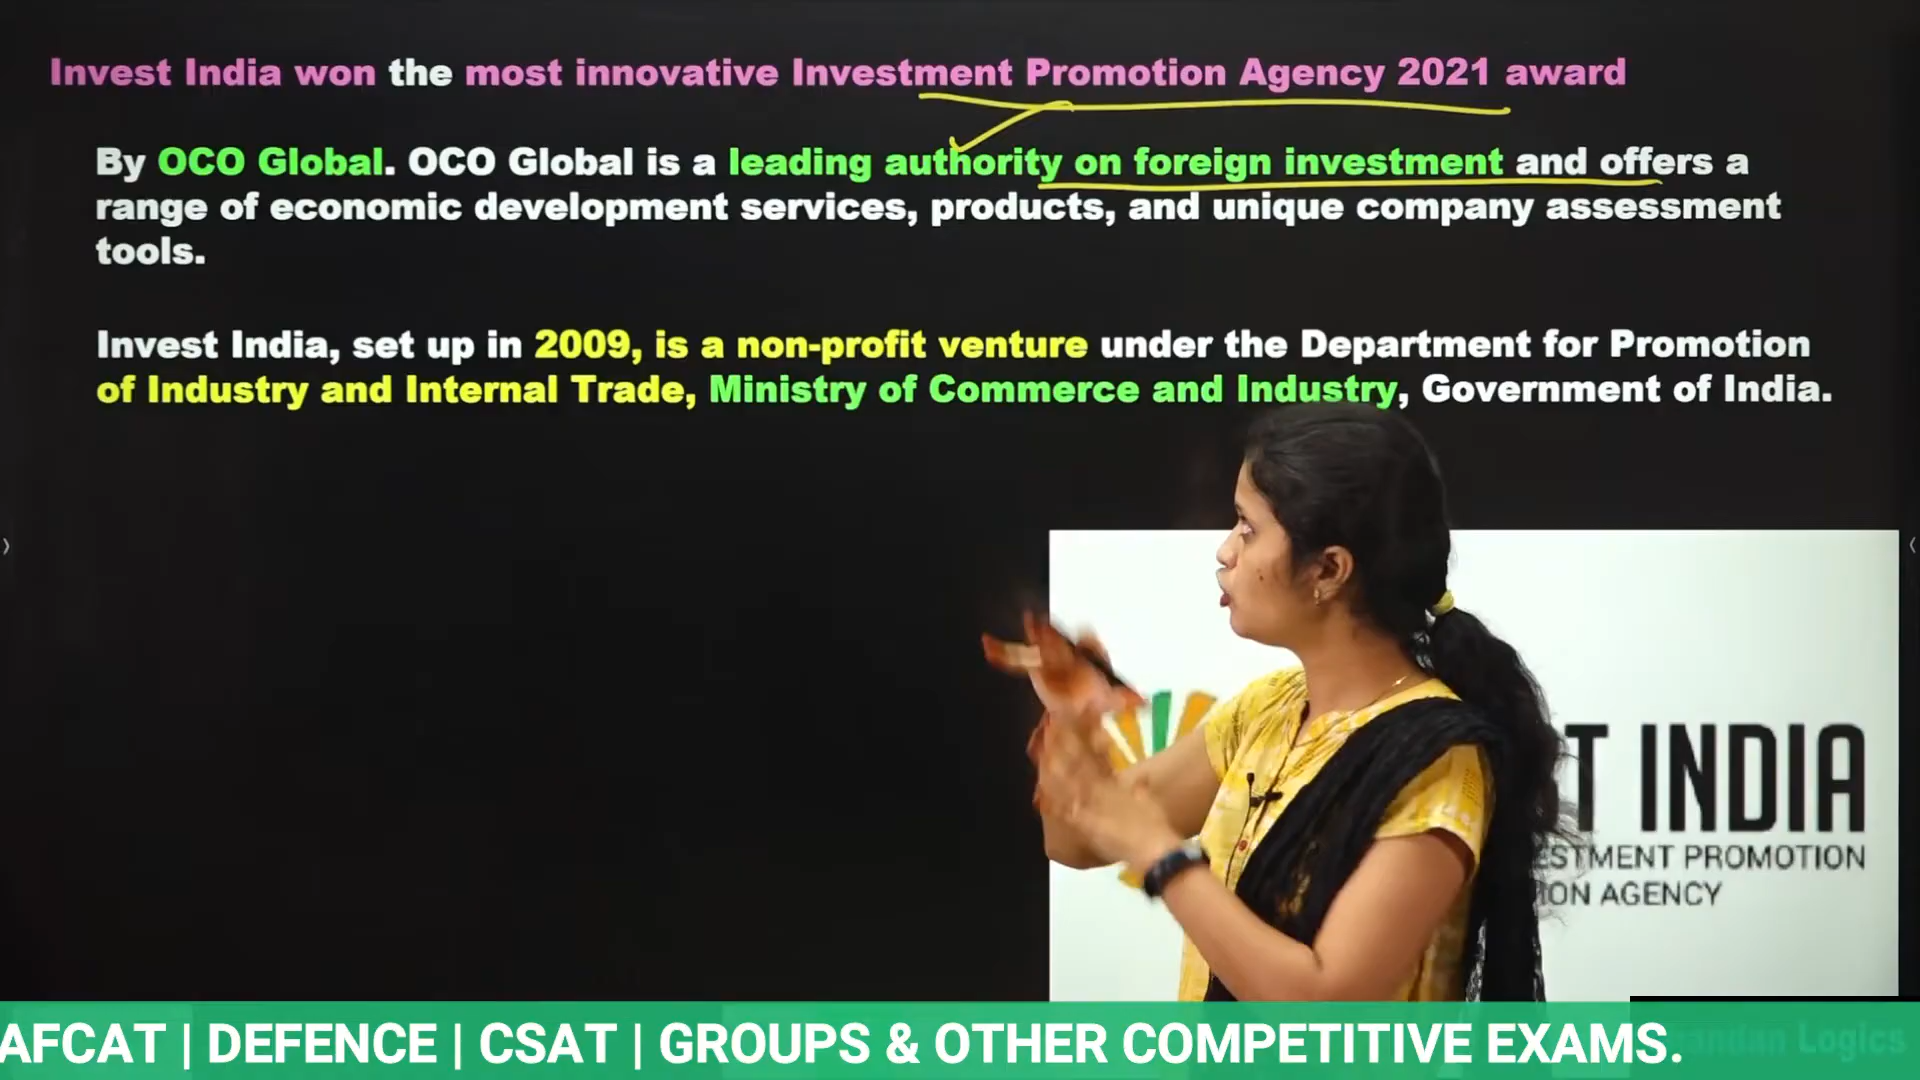 Invest India won the most innovative Investment Promotion Agency 2021 award
By OCO Global. OCO Global is a leading authority on foreign investment and offers a
range of economic development services, products, and unique company assessment
tools.
Invest India, set up in 2009, is a non-profit venture under the Department for Promotion
of Industry and Internal Trade, Ministry of Commerce and Industry, Government of India.
T INDIA
ESTMENT PROMOTION
ION AGENCY
AFCAT | DEFENCE | CSAT | GROUPS & OTHER COMPETITIVE EXAMS.
Logics